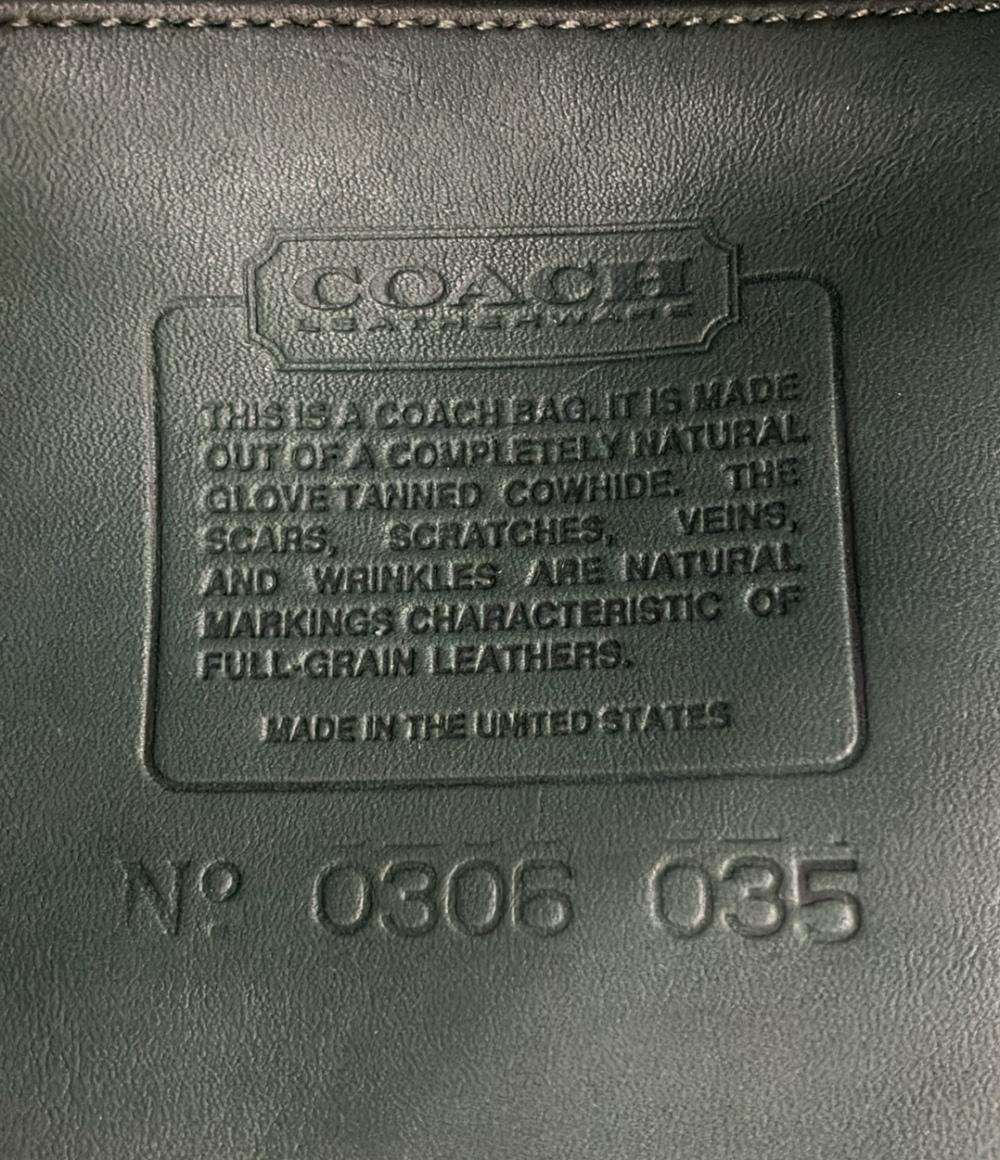 COACH
LEATHERWARE
THIS IS A COACH BAG. IT IS MADE
OUT OF A COMPLETELY NATURAL
GLOVE TANNED COWHIDE. THE
SCARS, SCRATCHES, VEINS,
AND WRINKLES ARE NATURAL
MARKINGS CHARACTERISTIC OF
FULL-GRAIN LEATHERS.
MADE IN THE UNITED STATES
Nº 0306 035